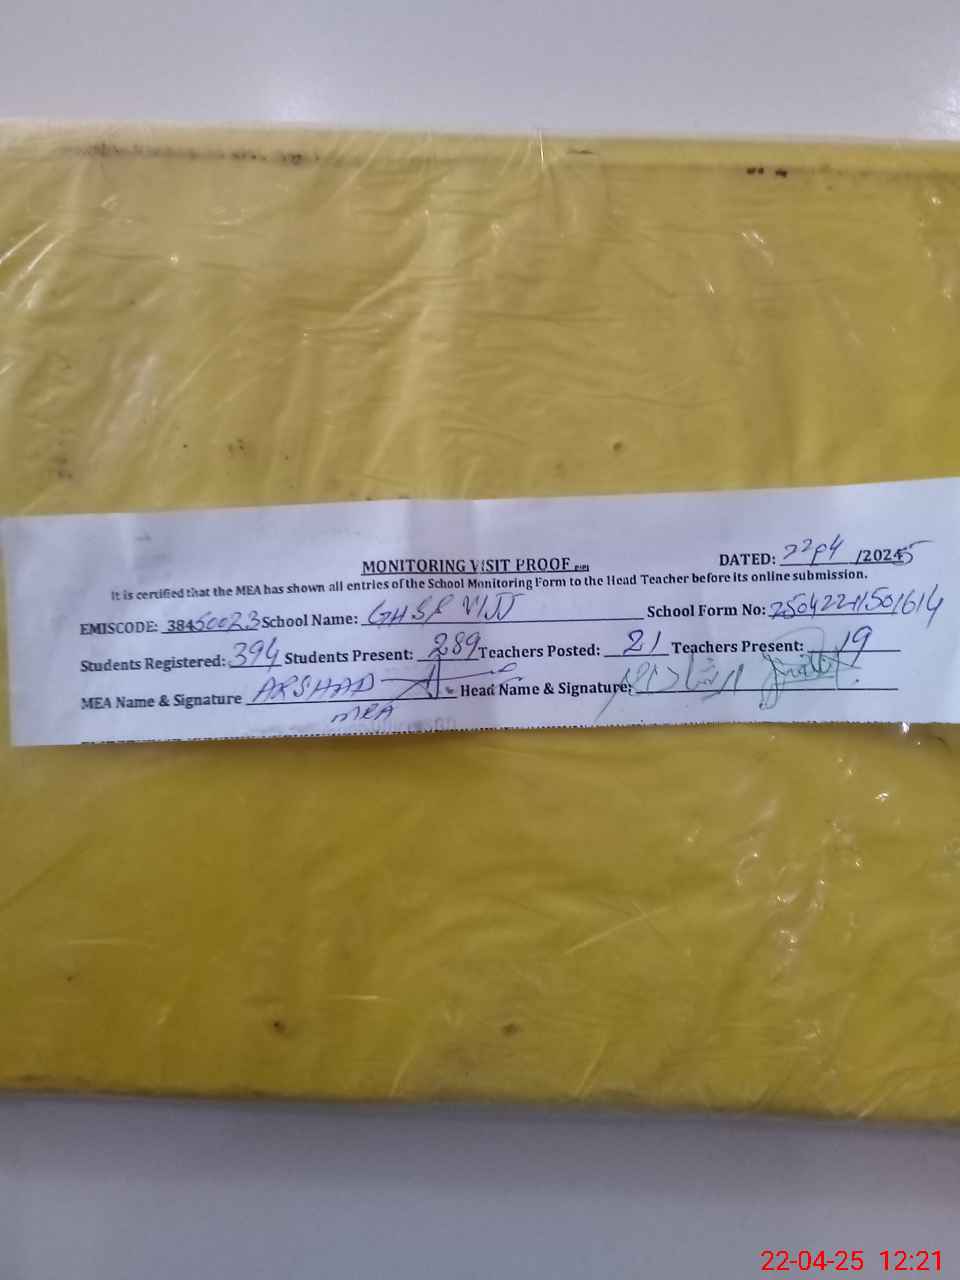 MONITORING VISIT PROOF
DATED: 22/04/2025
It is certified that the MEA has shown all entries of the School Monitoring Form to the Head Teacher before its online submission.
EMISCODE: 38450023 School Name: GHSS School Form No:
Students Registered: 394 Students Present: 289 Teachers Posted: 21 Teachers Present: 19
MEA Name & Signature ARSHAD Head Name & Signature:
MEA
22-04-25 12:21